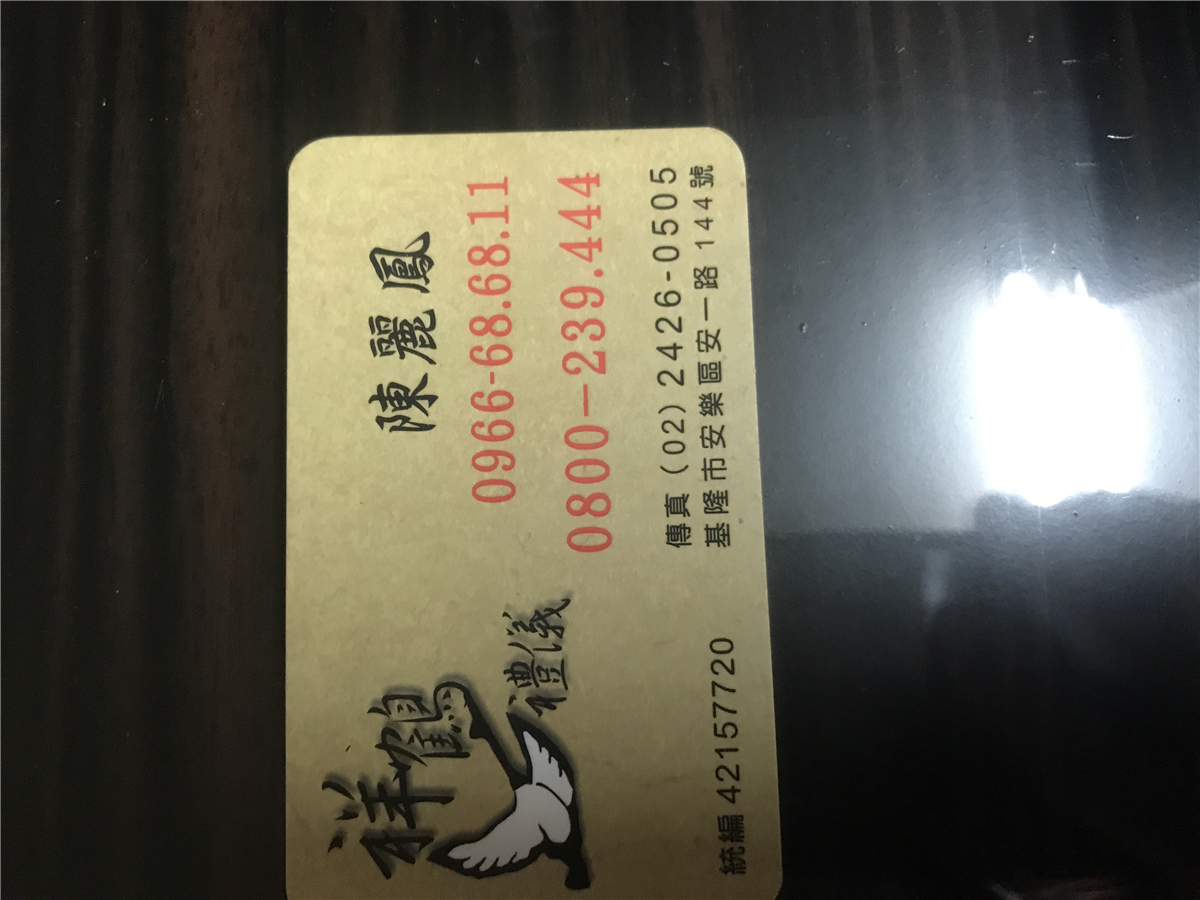 祥鶴
禮儀
陳麗鳳
0966-68.68.11
0800-239.444
傳真(02)2426-0505
基隆市安樂區安一路144號
統編 42157720